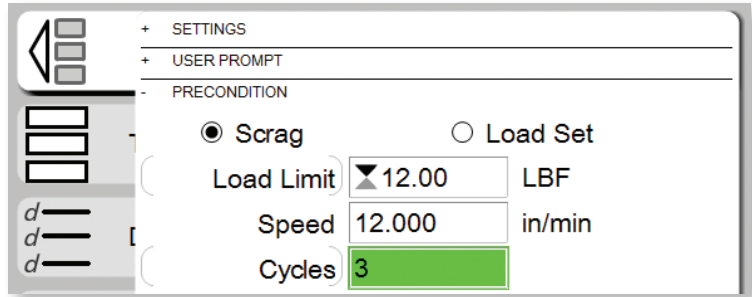 + SETTINGS
+ USER PROMPT
- PRECONDITION
Scrag Load Set
Load Limit 12.00 LBF
Speed 12.000 in/min
d
d
d
Cycles 3